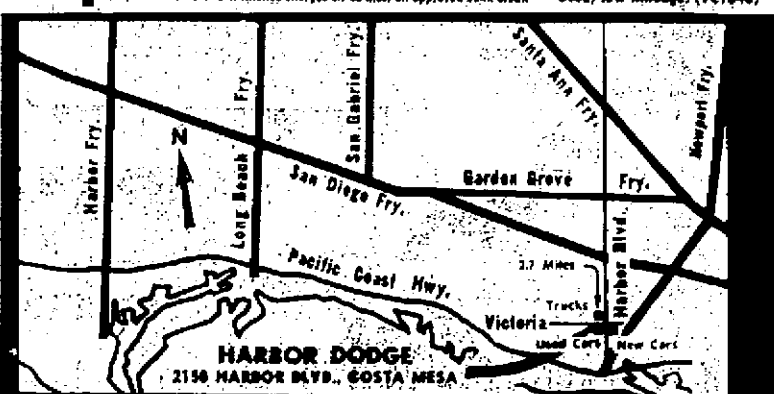 Harbor Fry.
Long Beach Fry.
San Gabriel Fry.
Santa Ana Fry.
Newport Fry.
N
San Diego Fry.
Garden Grove Fry.
Pacific Coast Hwy.
Harbor Blvd.
2.7 Miles
Trucks
Victoria
Used Cars
New Cars
HARBOR DODGE
2150 HARBOR BLVD., COSTA MESA